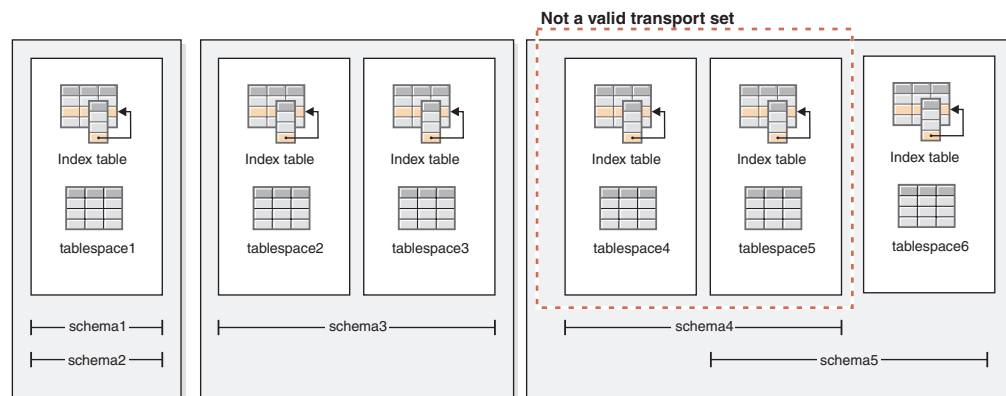 Not a valid transport set
Index table
Index table
Index table
Index table
Index table
Index table
tablespace1
tablespace2
tablespace3
tablespace4
tablespace5
tablespace6
schema1
schema3
schema4
schema2
schema5